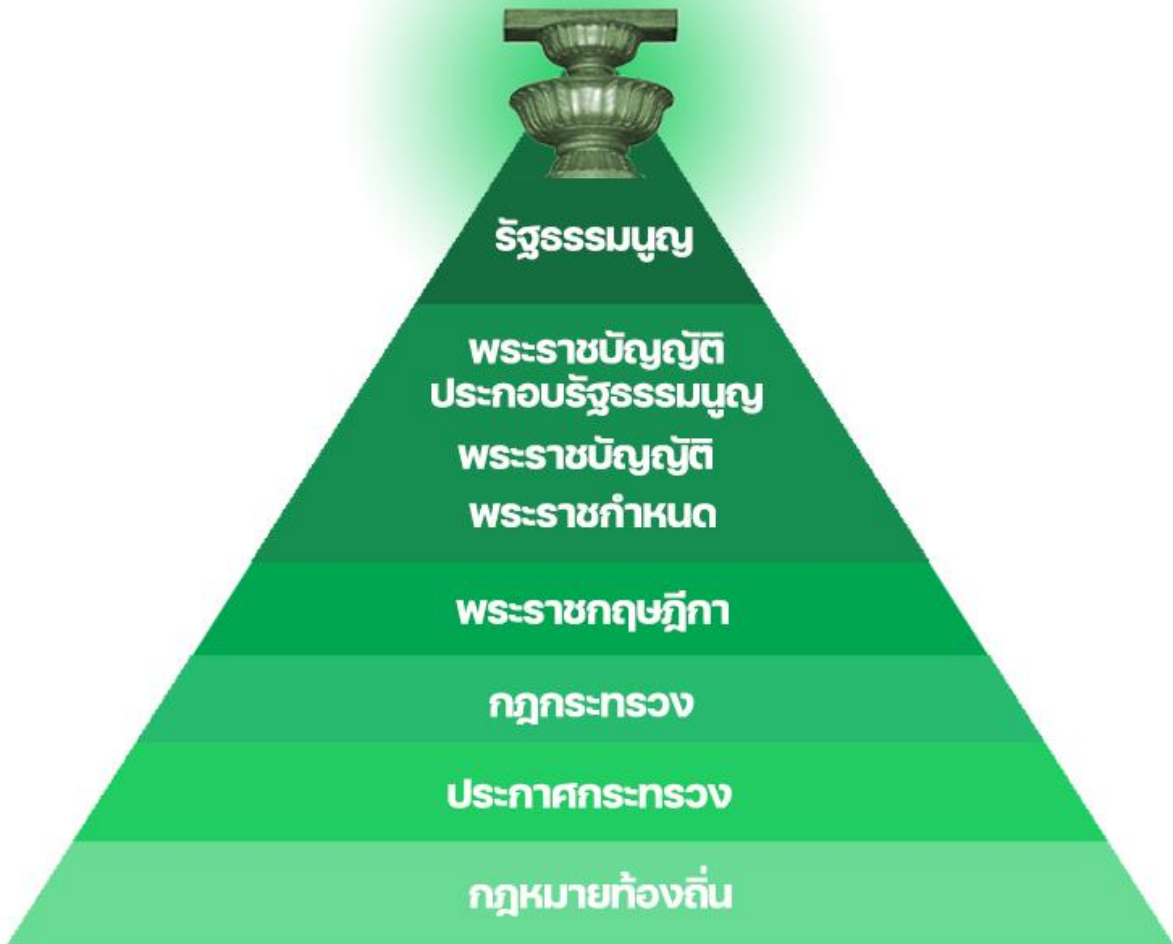 รัฐธรรมนูญ
พระราชบัญญัติ
ประกอบรัฐธรรมนูญ
พระราชบัญญัติ
พระราชกำหนด
พระราชกฤษฎีกา
กฎกระทรวง
ประกาศกระทรวง
กฎหมายท้องถิ่น